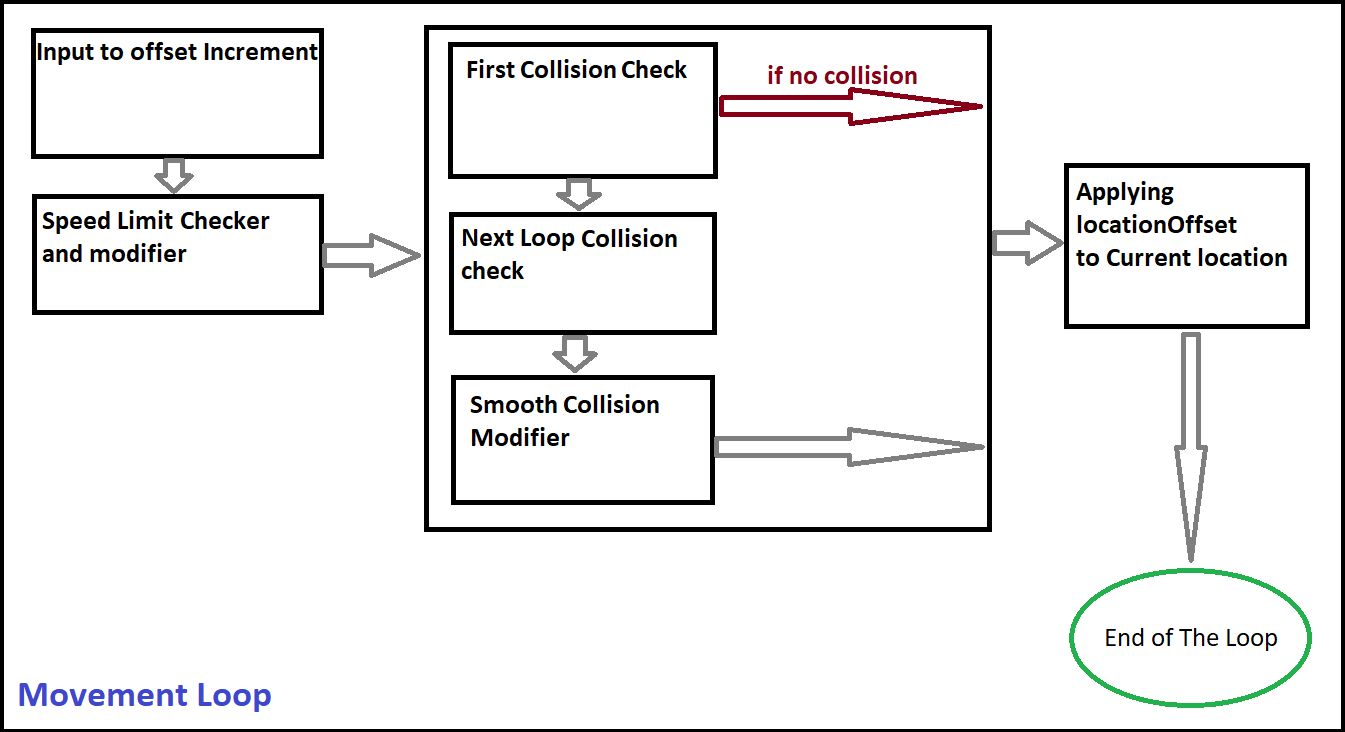 Input to offset Increment
Speed Limit Checker
and modifier
First Collision Check
if no collision
Next Loop Collision
check
Smooth Collision
Modifier
Applying
locationOffset
to Current location
End of The Loop
Movement Loop